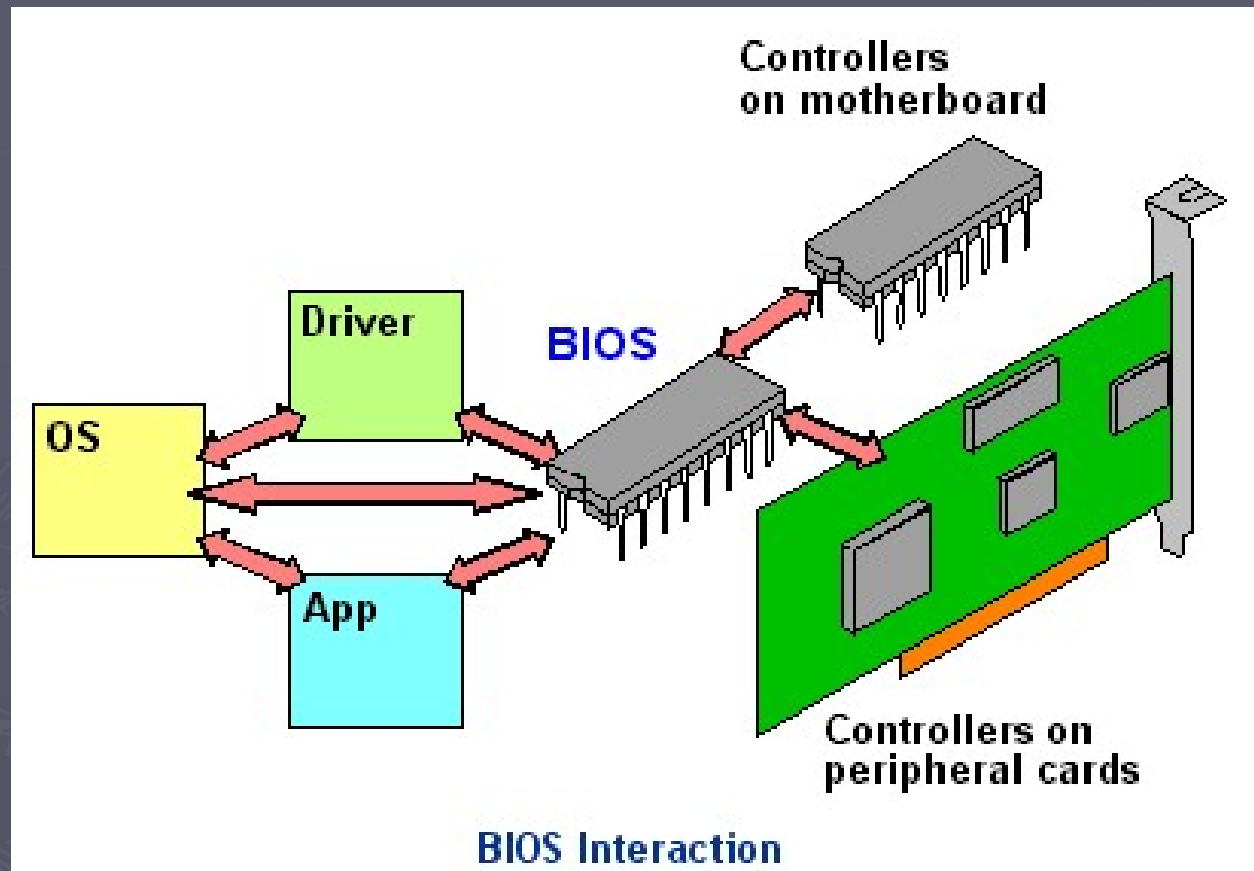 Controllers
on motherboard
Driver
BIOS
OS
App
Controllers on
peripheral cards
BIOS Interaction